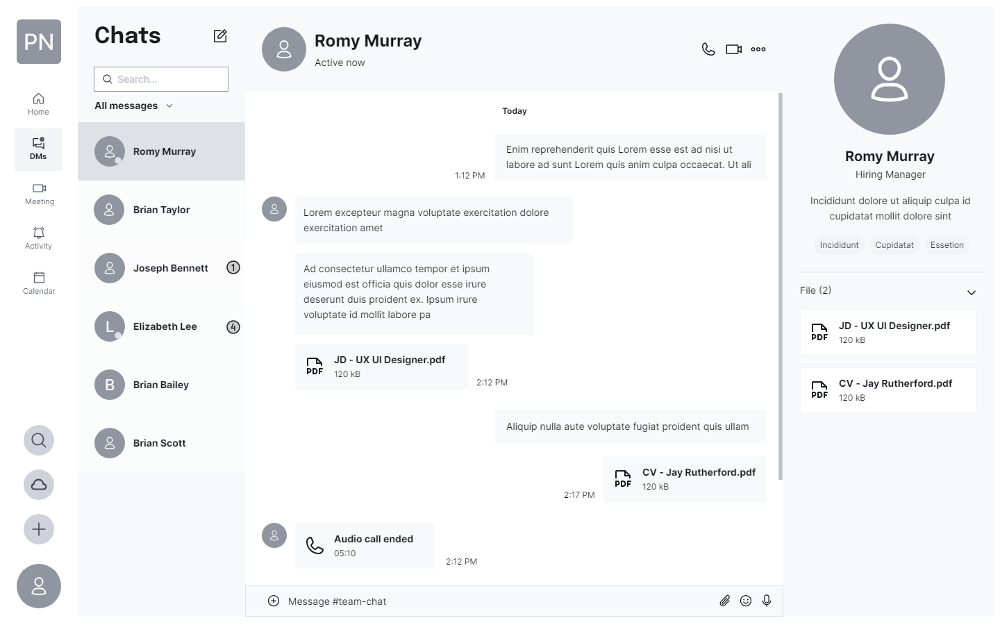 PN
Home
DMs
Meeting
Activity
Calendar
Chats
Search...
All messages
Romy Murray
Brian Taylor
Joseph Bennett
1
L
Elizabeth Lee
4
B
Brian Bailey
Brian Scott
Romy Murray
Active now
Today
Enim reprehenderit quis Lorem esse est ad nisi ut
labore ad sunt Lorem quis anim culpa occaecat. Ut ali
1:12 PM
Lorem excepteur magna voluptate exercitation dolore
exercitation amet
Ad consectetur ullamco tempor et ipsum
eiusmod est officia quis dolor esse irure
deserunt duis proident ex. Ipsum irure
voluptate id mollit labore pa
PDF
JD - UX UI Designer.pdf
120 kB
2:12 PM
Aliquip nulla aute voluptate fugiat proident quis ullam
PDF
CV - Jay Rutherford.pdf
120 kB
2:17 PM
Audio call ended
05:10
2:12 PM
Message #team-chat
Romy Murray
Hiring Manager
Incididunt dolore ut aliquip culpa id
cupidatat mollit dolore sint
Incididunt
Cupidatat
Essetion
File (2)
PDF
JD - UX UI Designer.pdf
120 kB
PDF
CV - Jay Rutherford.pdf
120 kB